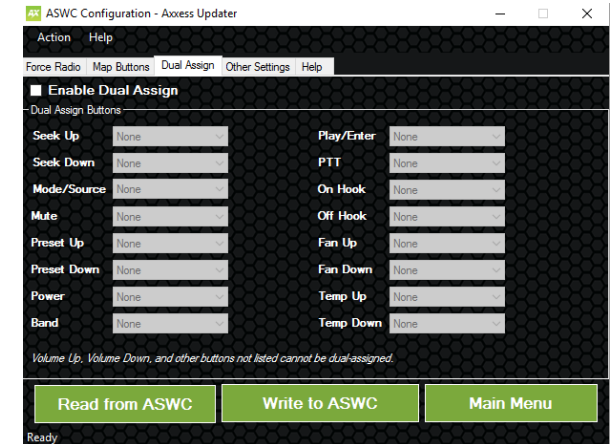 AX ASWC Configuration - Axxess Updater
Action Help
Force Radio Map Buttons Dual Assign Other Settings Help
Enable Dual Assign
Dual Assign Buttons
Seek Up None Play/Enter None
Seek Down None PTT None
Mode/Source None On Hook None
Mute None Off Hook None
Preset Up None Fan Up None
Preset Down None Fan Down None
Power None Temp Up None
Band None Temp Down None
Volume Up, Volume Down, and other buttons not listed cannot be dual-assigned.
Read from ASWC Write to ASWC Main Menu
Ready